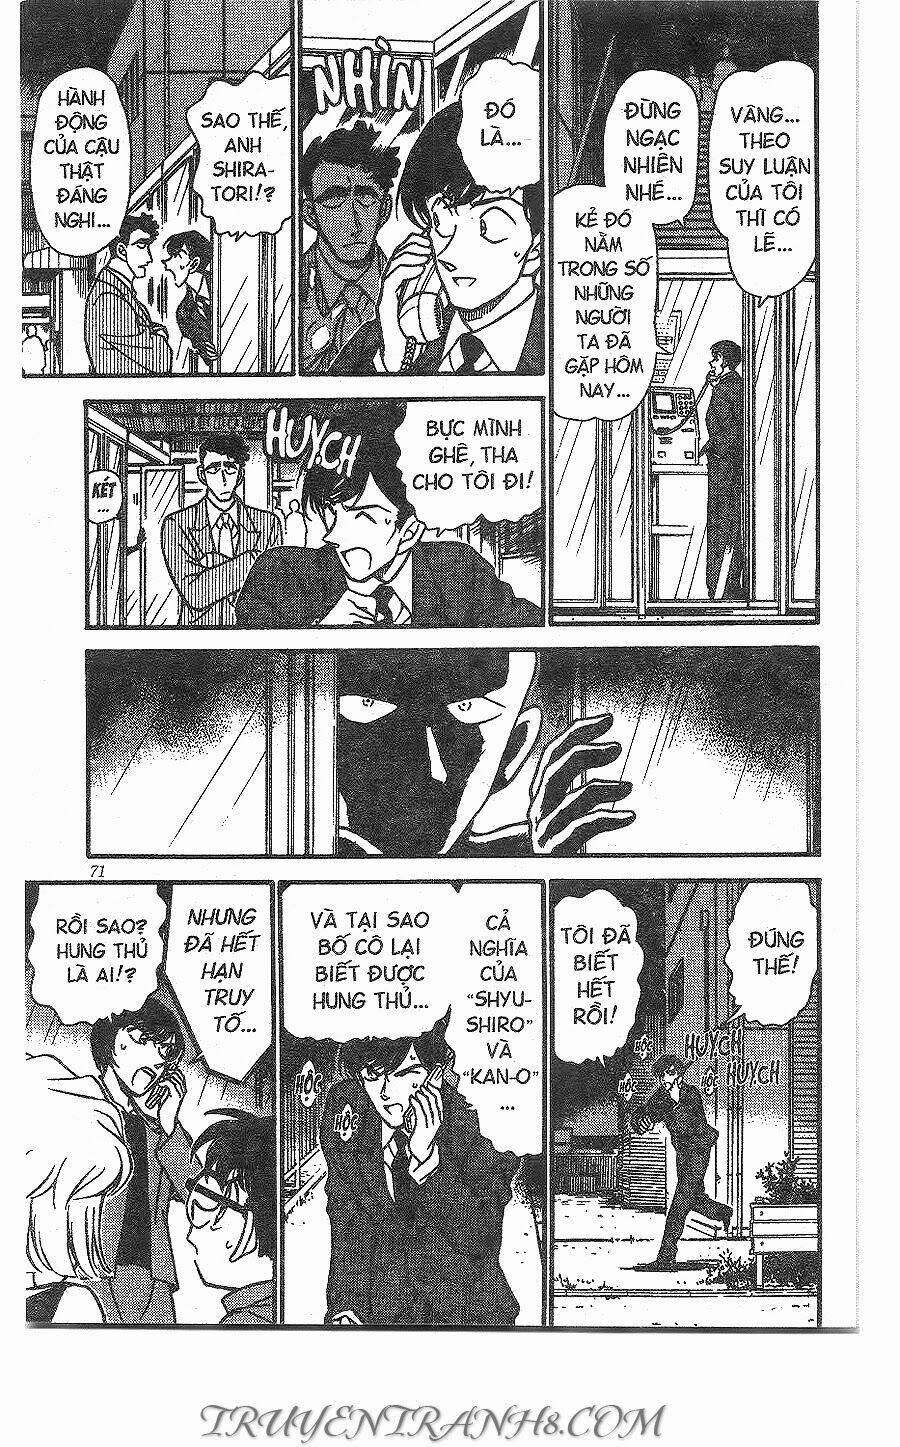 VÂNG...
THEO
SUY LUẬN
CỦA TÔI
THÌ CÓ
LẼ...
ĐỪNG
NGẠC
NHIÊN
NHÉ...
KẺ ĐÓ
NẰM
TRONG SỐ
NHỮNG
NGƯỜI
TA ĐÃ
GẶP HÔM
NAY...
ĐÓ
LÀ...
NHÌN
SAO THẾ,
ANH
SHIRA-
TORI!?
HÀNH
ĐỘNG
CỦA CẬU
THẬT
ĐÁNG
NGHI...
BỰC MÌNH
GHÊ, THA
CHO TÔI ĐI!
HUỴCH
KÉT
...
71
ĐÚNG
THẾ!
TÔI ĐÃ
BIẾT
HẾT
RỒI!
HUỴCH
HUỴCH
HỘC
HỘC
CẢ
NGHĨA
CỦA
"SHYU-
SHIRO"
VÀ
"KAN-O"
...
VÀ TẠI SAO
BỐ CÔ LẠI
BIẾT ĐƯỢC
HUNG THỦ...
HỘC
HỘC
NHƯNG
ĐÃ HẾT
HẠN
TRUY
TỐ...
RỒI SAO?
HUNG THỦ
LÀ AI!?
TRUYENTRANH8.COM